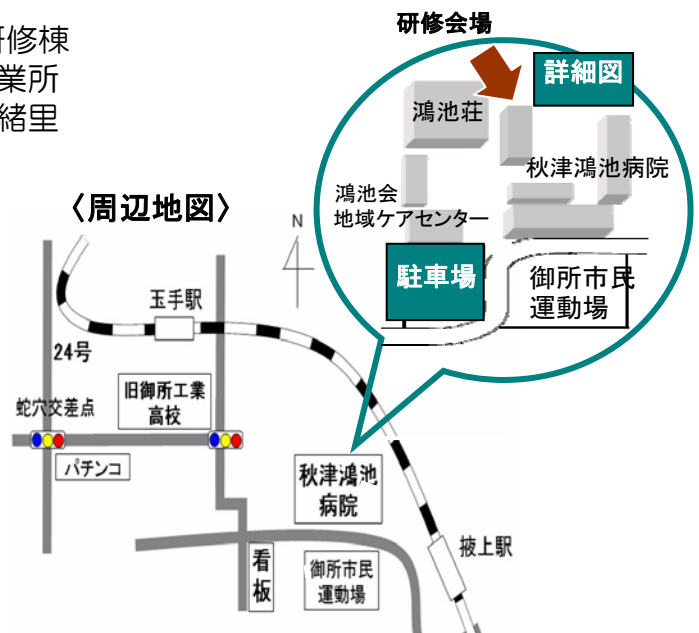 研修棟
業業所
緒里
研修会場
詳細図
鴻池荘
秋津鴻池病院
鴻池会
地域ケアセンター
駐車場
御所市民
運動場
〈周辺地図〉
N
玉手駅
24号
旧御所工業
高校
蛇穴交差点
パチンコ
秋津鴻池
病院
掖上駅
看
板
御所市民
運動場